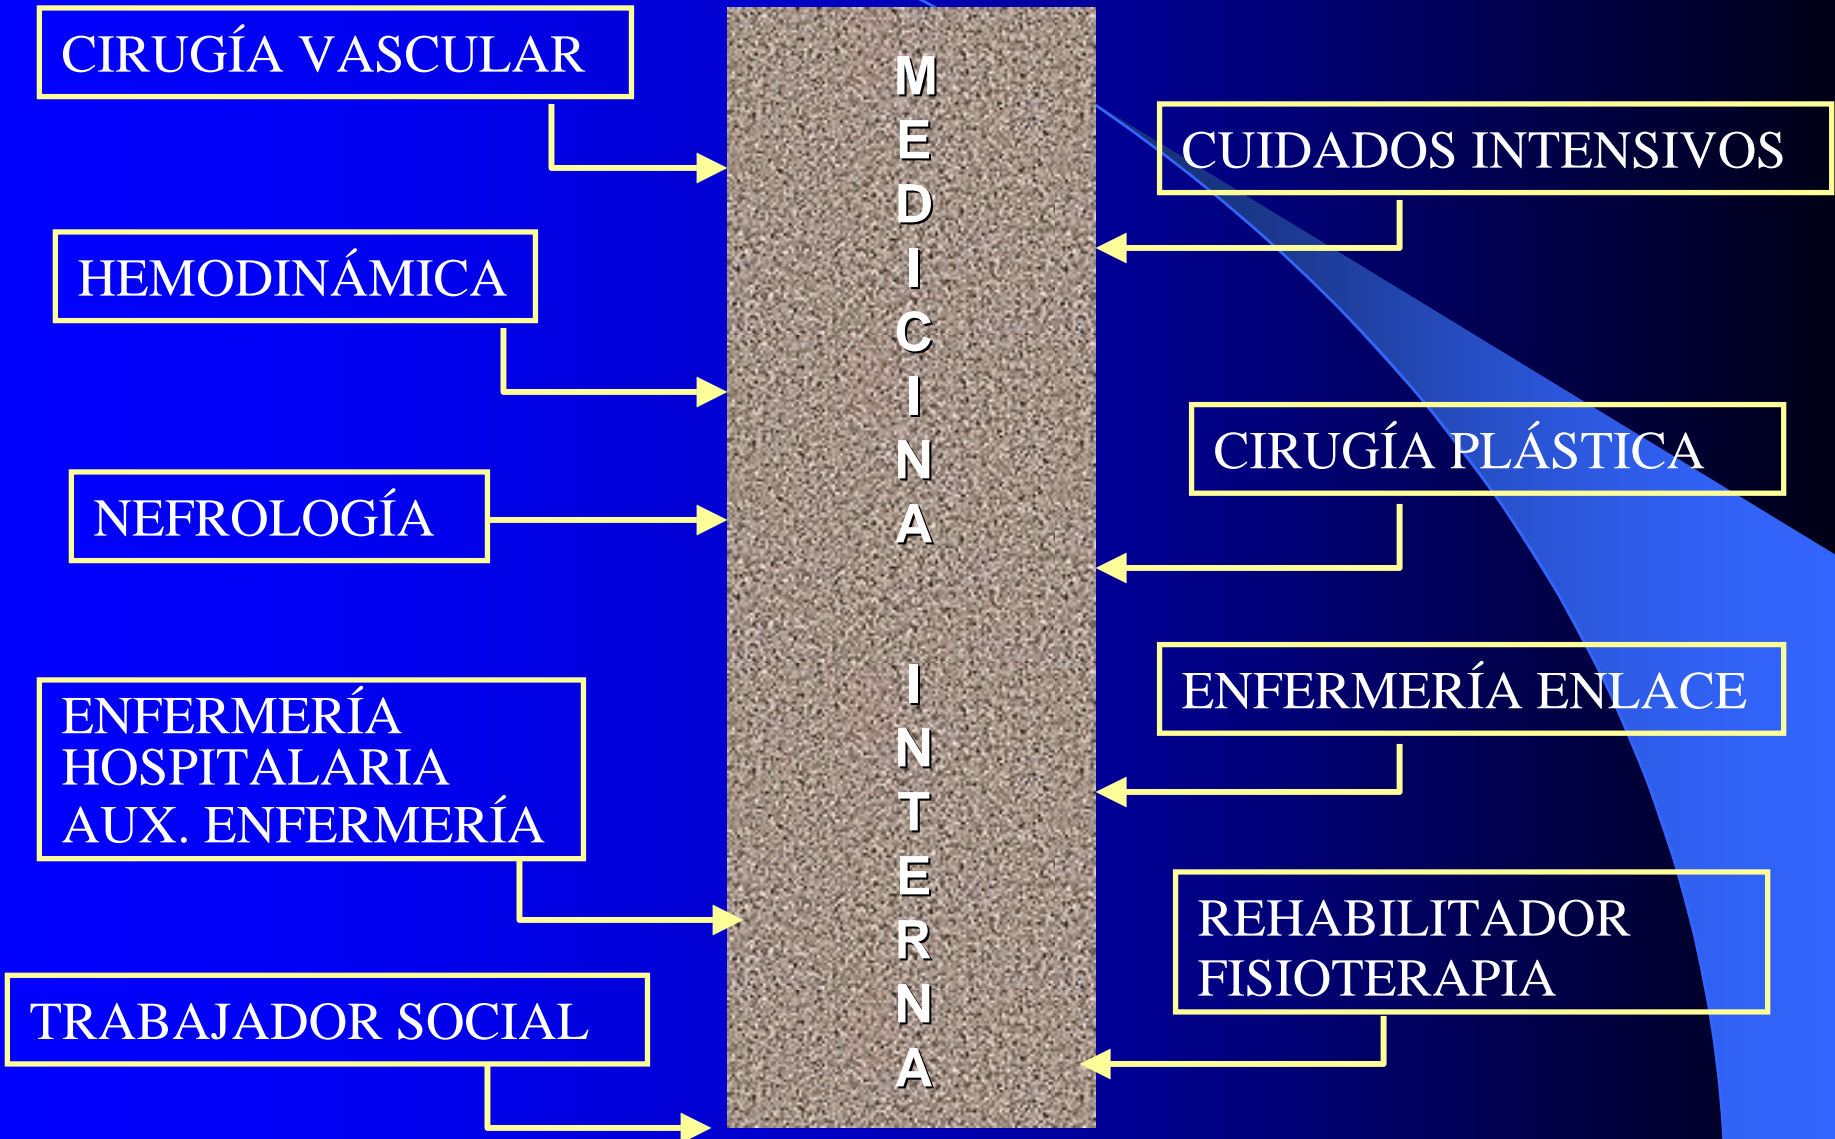 CIRUGÍA VASCULAR
HEMODINÁMICA
NEFROLOGÍA
ENFERMERÍA
HOSPITALARIA
AUX. ENFERMERÍA
TRABAJADOR SOCIAL
MEDICINA INTERNA
CUIDADOS INTENSIVOS
CIRUGÍA PLÁSTICA
ENFERMERÍA ENLACE
REHABILITADOR
FISIOTERAPIA